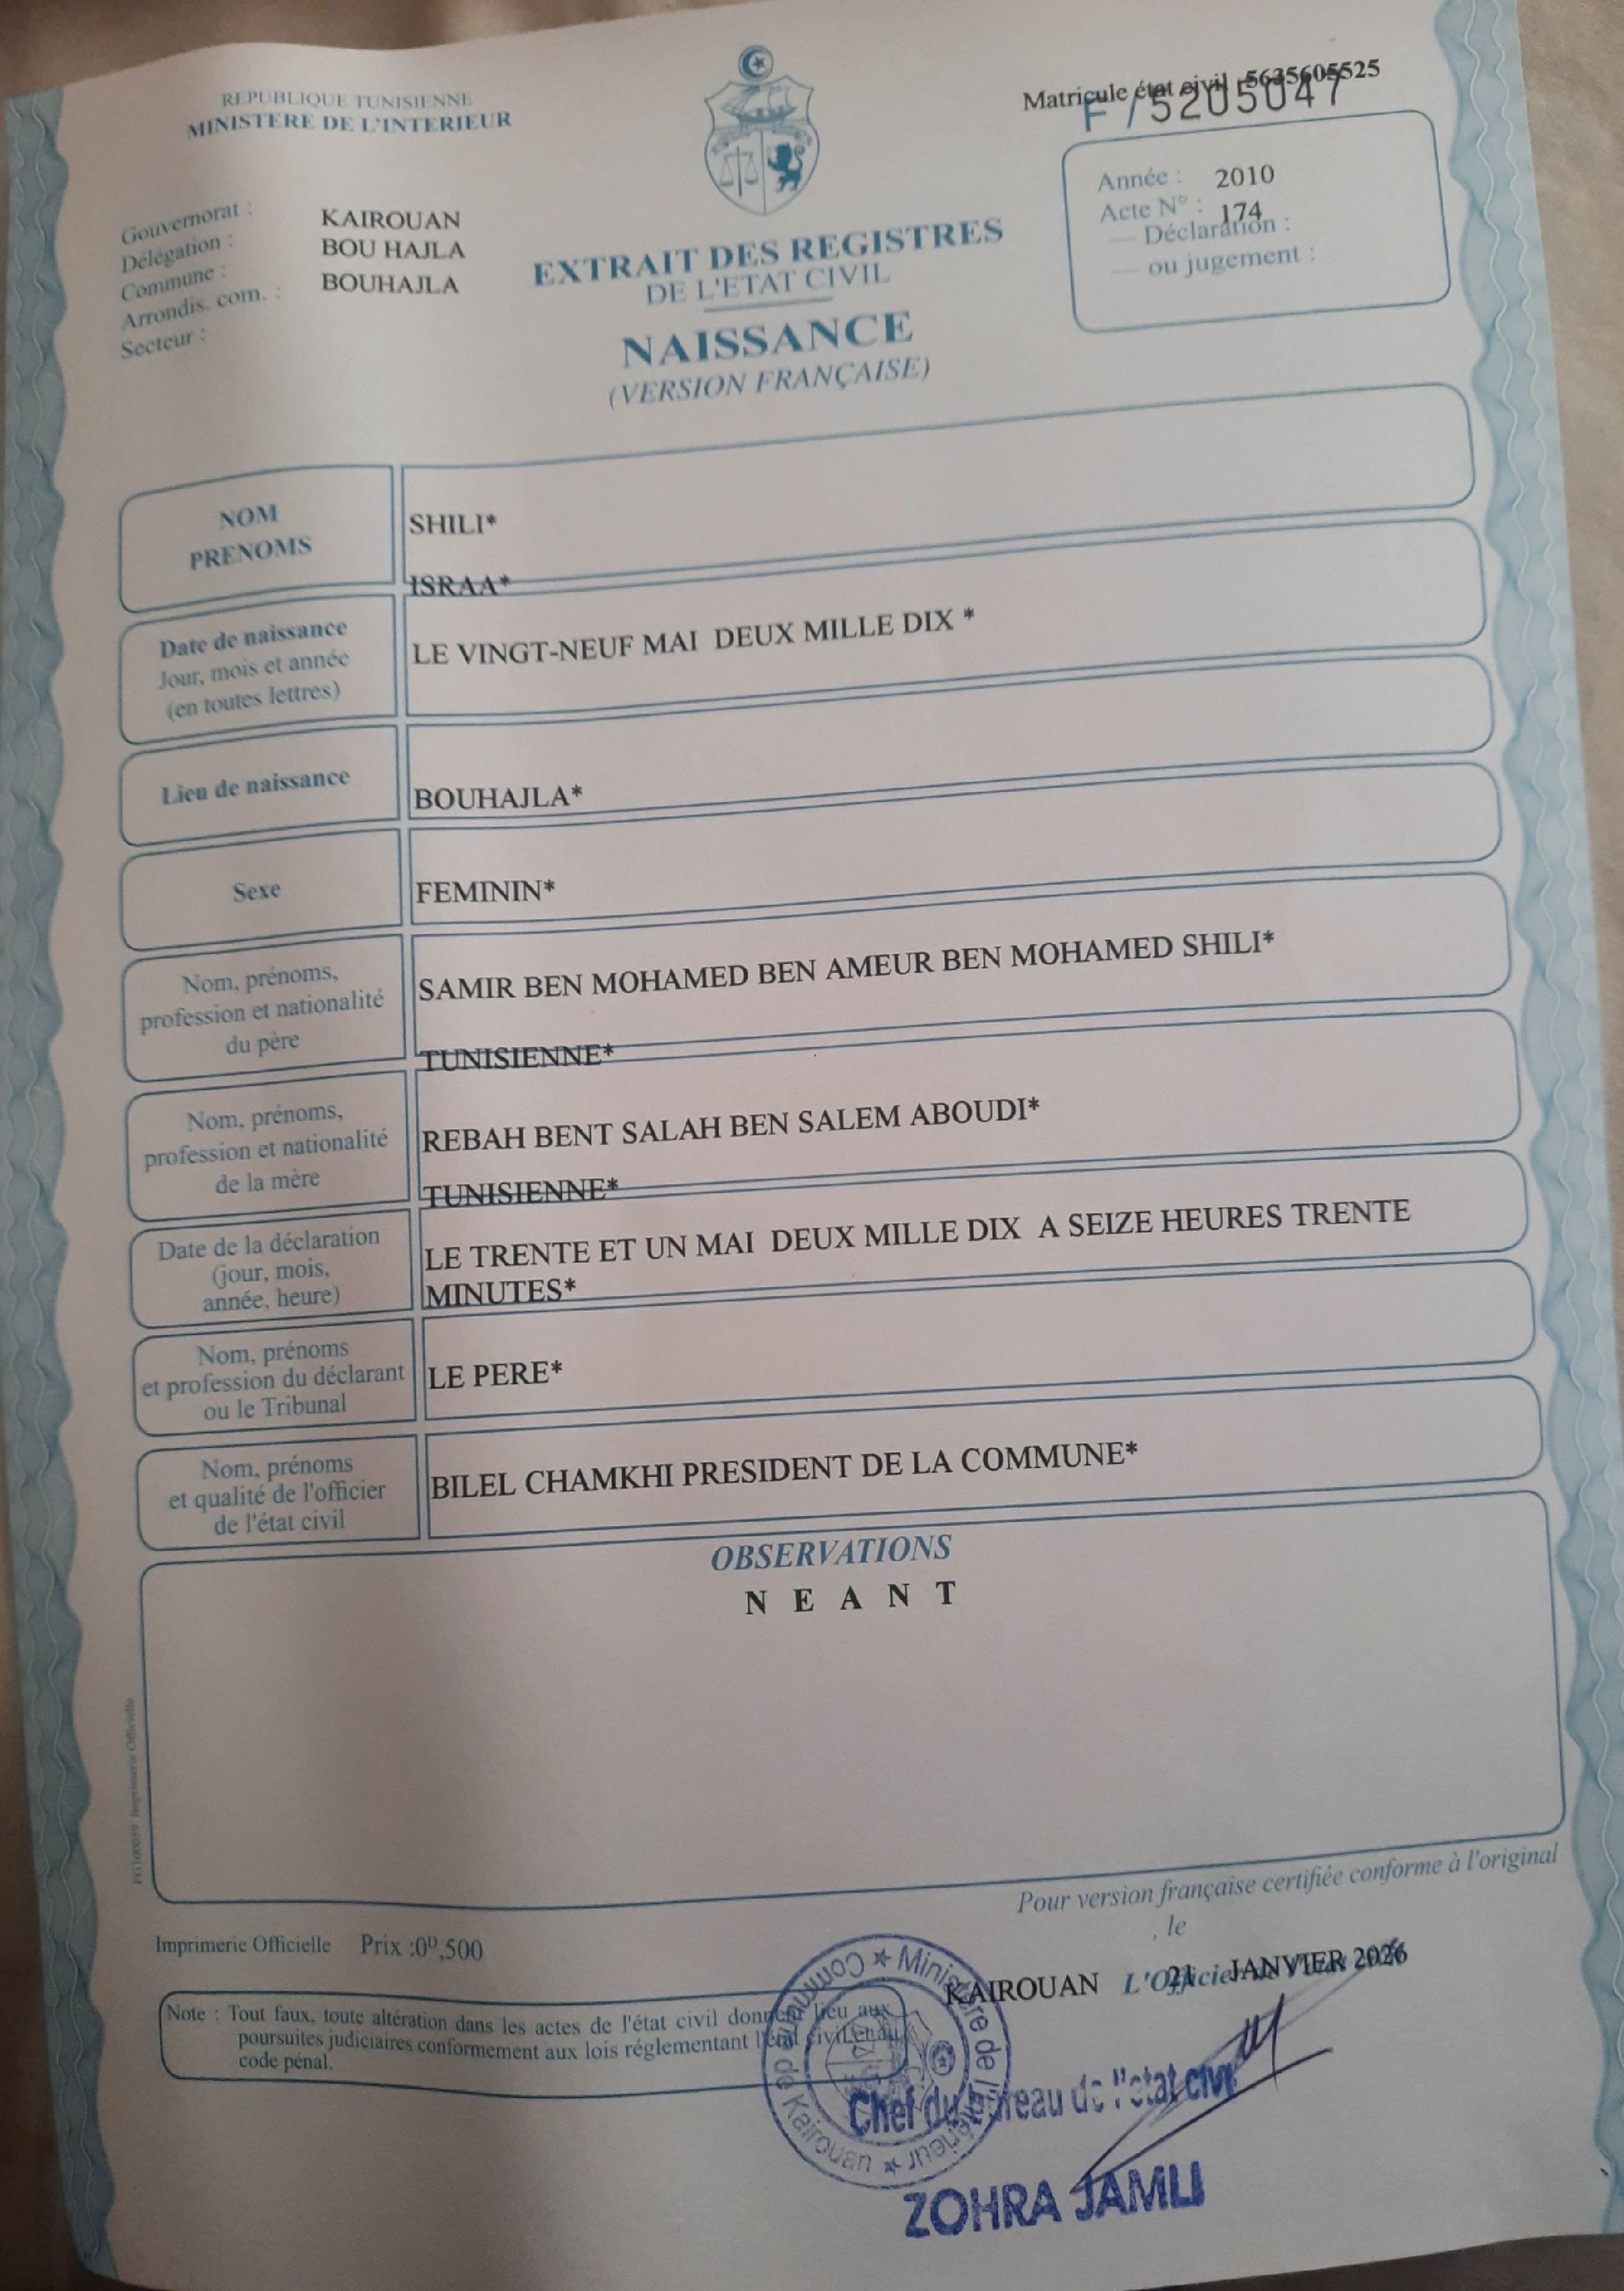 REPUBLIQUE TUNISIENNE
MINISTERE DE L'INTERIEUR
Matricule état civil 5635605525
F / 5205047
Gouvernorat : KAIROUAN
Délégation : BOU HAJLA
Commune : BOUHAJLA
Arrondis. com. :
Secteur :
EXTRAIT DES REGISTRES
DE L'ETAT CIVIL
NAISSANCE
(VERSION FRANÇAISE)
Année : 2010
Acte N° : 174
— Déclaration :
— ou jugement :
NOM
PRENOMS
SHILI*
ISRAA*
Date de naissance
Jour, mois et année
(en toutes lettres)
LE VINGT-NEUF MAI DEUX MILLE DIX *
Lieu de naissance
BOUHAJLA*
Sexe
FEMININ*
Nom, prénoms,
profession et nationalité
du père
SAMIR BEN MOHAMED BEN AMEUR BEN MOHAMED SHILI*
TUNISIENNE*
Nom, prénoms,
profession et nationalité
de la mère
REBAH BENT SALAH BEN SALEM ABOUDI*
TUNISIENNE*
Date de la déclaration
(jour, mois,
année, heure)
LE TRENTE ET UN MAI DEUX MILLE DIX A SEIZE HEURES TRENTE
MINUTES*
Nom, prénoms
et profession du déclarant
ou le Tribunal
LE PERE*
Nom, prénoms
et qualité de l'officier
de l'état civil
BILEL CHAMKHI PRESIDENT DE LA COMMUNE*
OBSERVATIONS
N E A N T
Imprimerie Officielle
Pour version française certifiée conforme à l'original
, le
Imprimerie Officielle Prix :0D,500
KAIROUAN 21 JANVIER 2026
L'Officier
Note : Tout faux, toute altération dans les actes de l'état civil donnent lieu aux
poursuites judiciaires conformement aux lois réglementant l'état civil et au
code pénal.
Commune de Kairouan ★ Ministère de l'Intérieur ★
Chef du bureau de l'etat civil
ZOHRA JAMLI